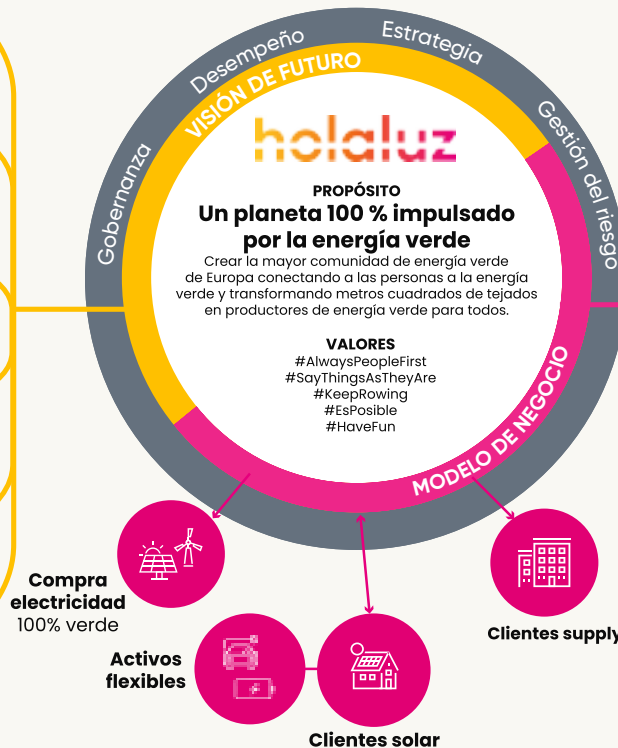 Gobernanza
Desempeño
Estrategia
Gestión del riesgo
VISIÓN DE FUTURO
holaluz
PROPÓSITO
Un planeta 100 % impulsado
por la energía verde
Crear la mayor comunidad de energía verde
de Europa conectando a las personas a la energía
verde y transformando metros cuadrados de tejados
en productores de energía verde para todos.
VALORES
#AlwaysPeopleFirst
#SayThingsAsTheyAre
#KeepRowing
#EsPosible
#HaveFun
MODELO DE NEGOCIO
Compra
electricidad
100% verde
Activos
flexibles
Clientes solar
Clientes supply